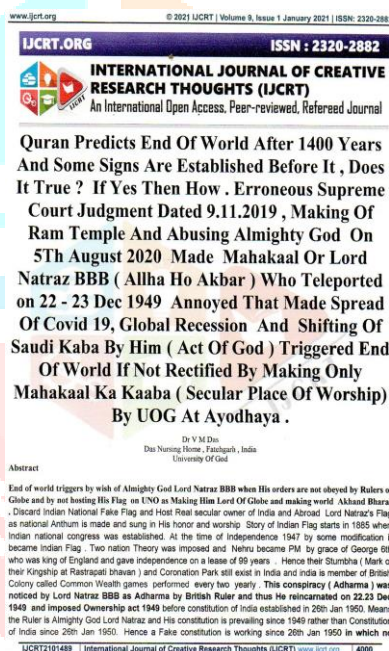 www.ijcrt.org © 2021 IJCRT | Volume 9, Issue 1 January 2021 | ISSN: 2320-288
IJCRT.ORG ISSN : 2320-2882
INTERNATIONAL JOURNAL OF CREATIVE
RESEARCH THOUGHTS (IJCRT)
An International Open Access, Peer-reviewed, Refereed Journal
Quran Predicts End Of World After 1400 Years
And Some Signs Are Established Before It , Does
It True ? If Yes Then How . Erroneous Supreme
Court Judgment Dated 9.11.2019 , Making Of
Ram Temple And Abusing Almighty God On
5Th August 2020 Made Mahakaal Or Lord
Natraz BBB ( Allha Ho Akbar ) Who Teleported
on 22 - 23 Dec 1949 Annoyed That Made Spread
Of Covid 19, Global Recession And Shifting Of
Saudi Kaba By Him ( Act Of God ) Triggered End
Of World If Not Rectified By Making Only
Mahakaal Ka Kaaba ( Secular Place Of Worship)
By UOG At Ayodhaya .
Dr V M Das
Das Nursing Home , Fatehgarh , India
University Of God
Abstract
End of world triggers by wish of Almighty God Lord Natraz BBB when His orders are not obeyed by Rulers o
Globe and by not hosting His Flag on UNO as Making Him Lord Of Globe and making world Akhand Bhara
. Discard Indian National Fake Flag and Host Real secular owner of India and Abroad Lord Natraz's Flag
as national Anthum is made and sung in His honor and worship Story of Indian Flag starts in 1885 when
Indian national congress was established. At the time of Independence 1947 by some modification i
became Indian Flag . Two nation Theory was imposed and Nehru became PM by grace of George 6th
who was king of England and gave independence on a lease of 99 years . Hence their Stumbha ( Mark o
their Kingship at Rastrapati bhavan ) and Coronation Park still exist in India and india is member of British
Colony called Common Wealth games performed every two yearly . This conspiracy ( Adharma ) was
noticed by Lord Natraz BBB as Adharma by British Ruler and thus He reincarnated on 22.23 Dec
1949 and imposed Ownership act 1949 before constitution of India established in 26th Jan 1950. Means
the Ruler is Almighty God Lord Natraz and His constitution is prevailing since 1949 rather than Constitution
of India since 26th Jan 1950. Hence a Fake constitution is working since 26th Jan 1950 in which no
IJCRT2101489 International Journal of Creative Research Thoughts (IJCRT) www.ijcrt.org 4000